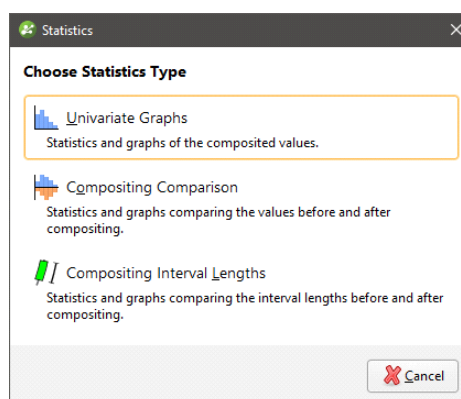 Statistics
Choose Statistics Type
Univariate Graphs
Statistics and graphs of the composited values.
Compositing Comparison
Statistics and graphs comparing the values before and after
compositing.
Compositing Interval Lengths
Statistics and graphs comparing the interval lengths before and after
compositing.
Cancel